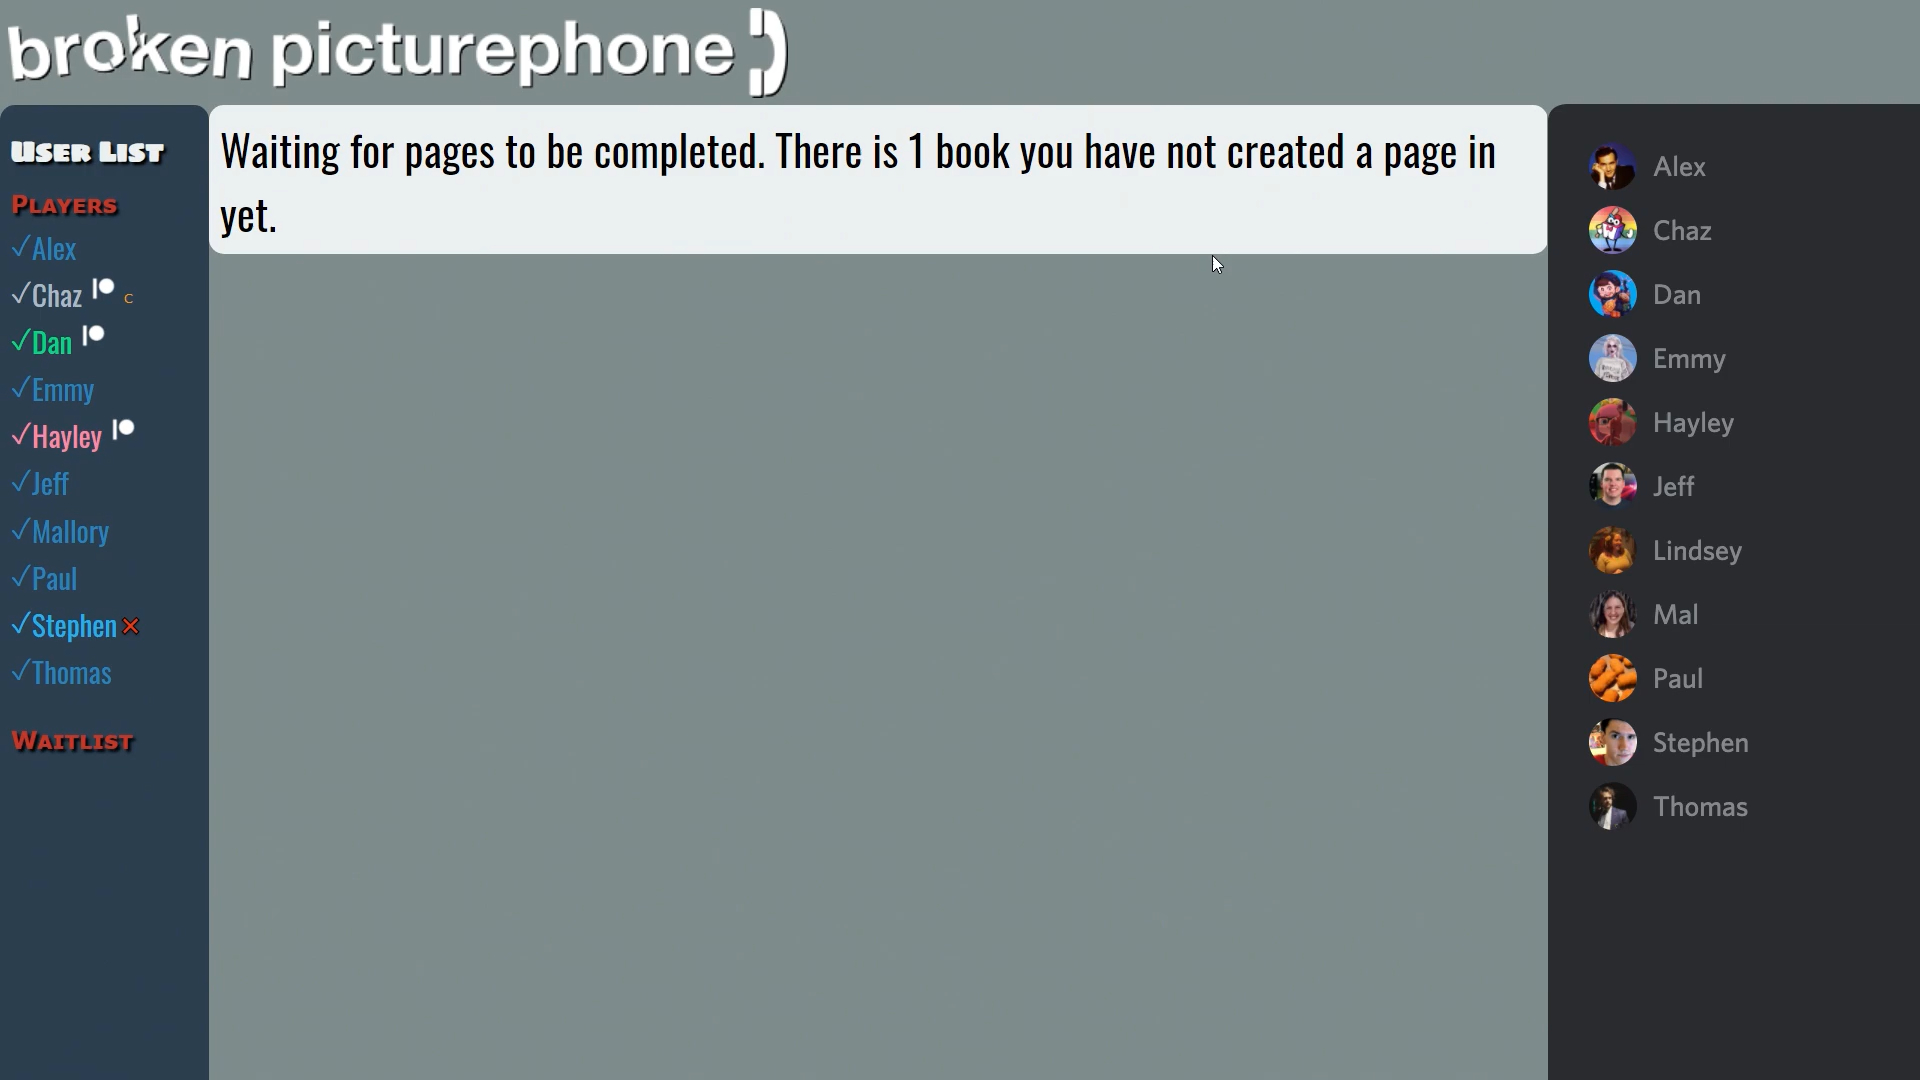 broken picturephone
USER LIST
PLAYERS
✓Alex
✓Chaz C
✓Dan
✓Emmy
✓Hayley
✓Jeff
✓Mallory
✓Paul
✓Stephen ✕
✓Thomas
WAITLIST
Waiting for pages to be completed. There is 1 book you have not created a page in
yet.
Alex
Chaz
Dan
Emmy
Hayley
Jeff
Lindsey
Mal
Paul
Stephen
Thomas